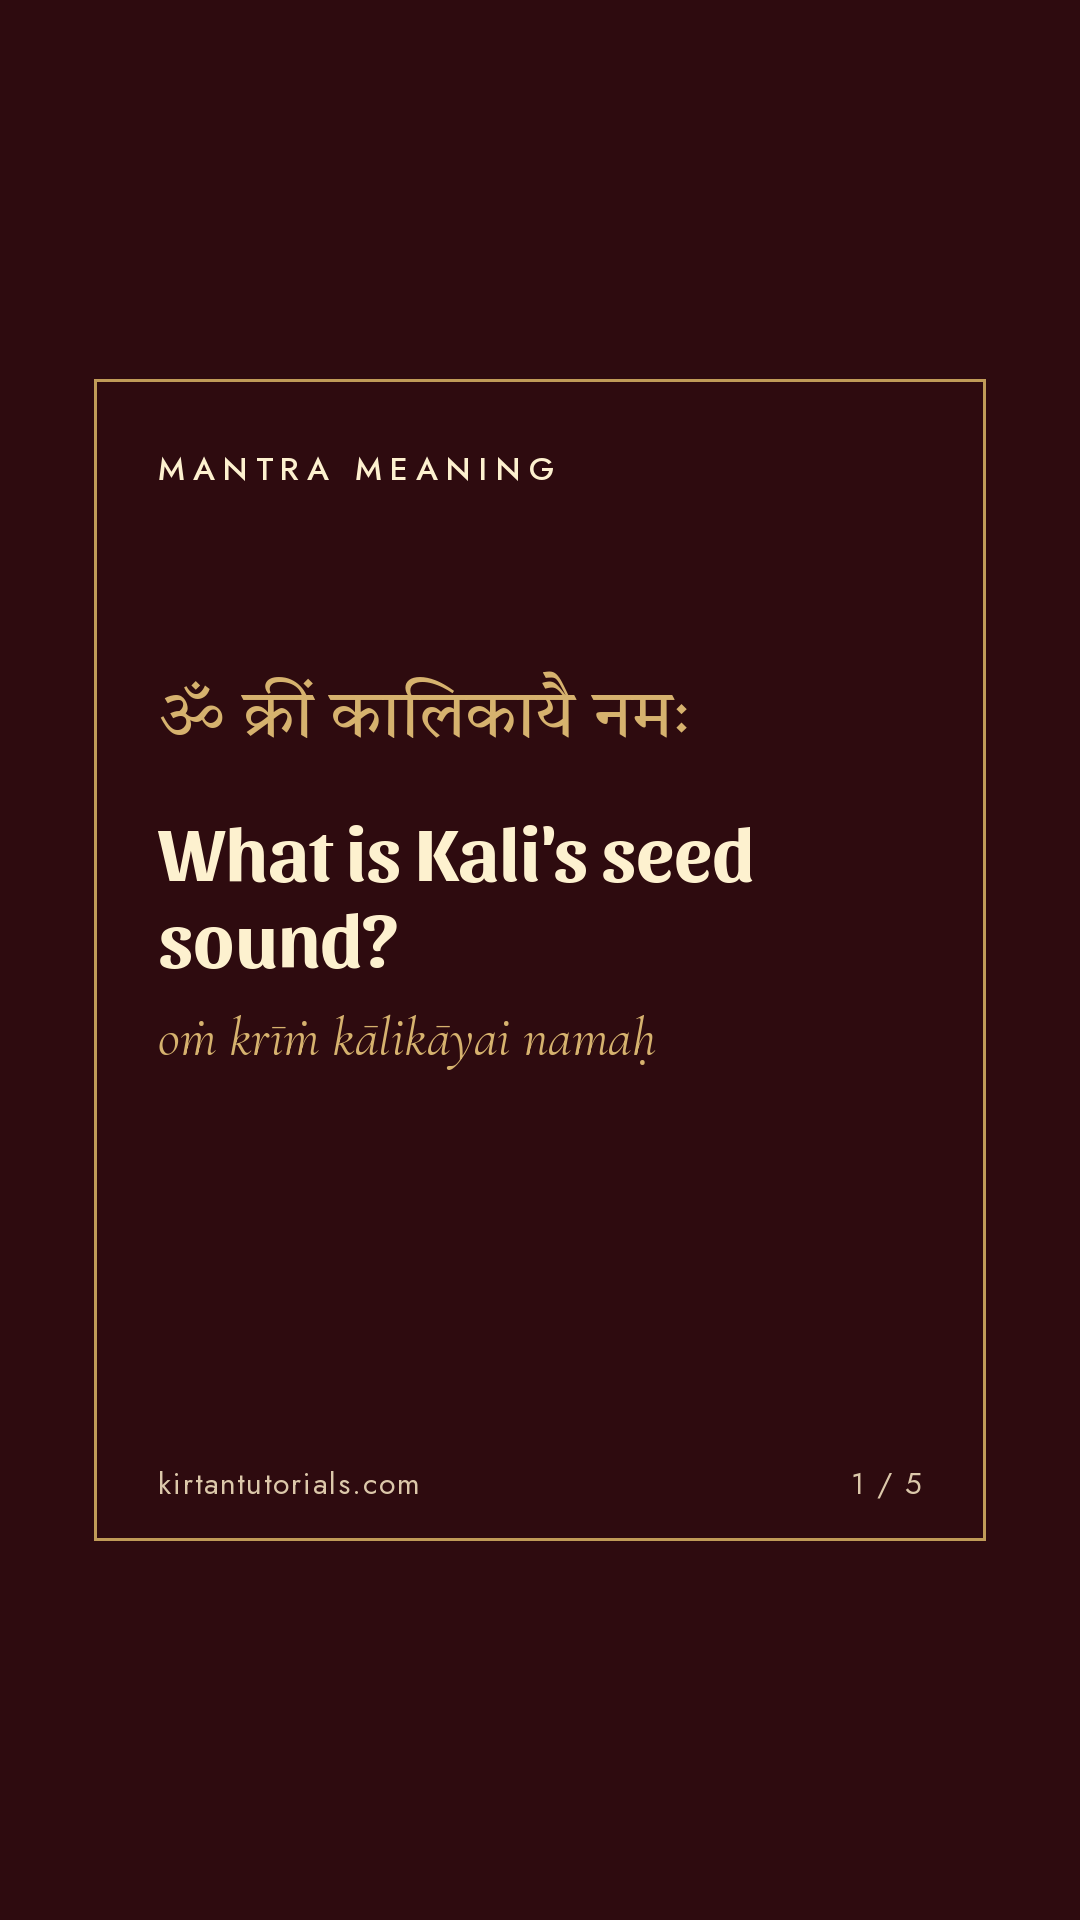 MANTRA MEANING
ॐ क्रीं कालिकायै नमः
What is Kali's seed
sound?
oṁ krīṁ kālikāyai namaḥ
kirtantutorials.com
1 / 5